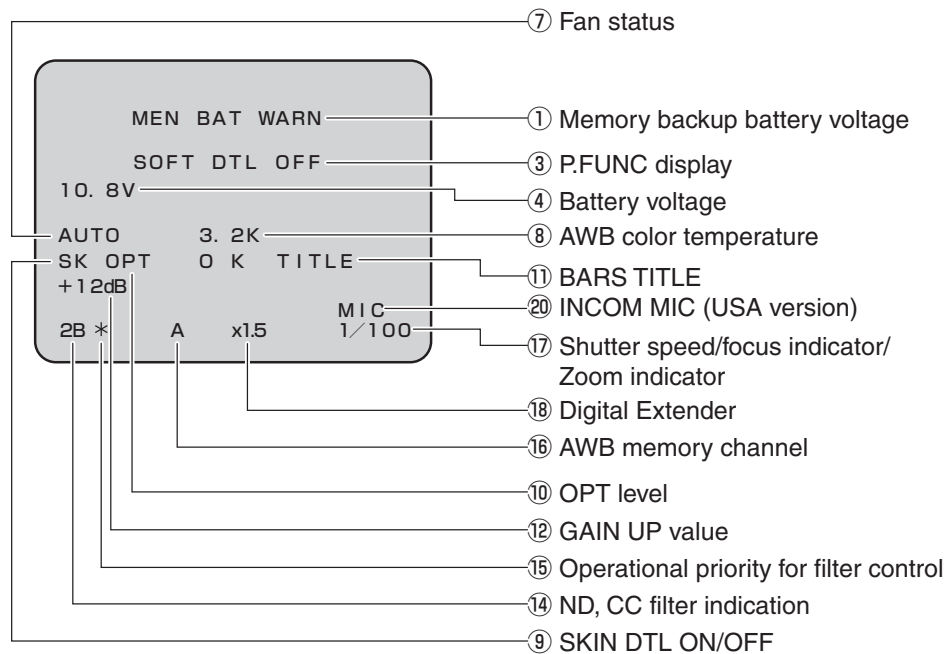 ⑦ Fan status
MEN BAT WARN
① Memory backup battery voltage
SOFT DTL OFF
③ P.FUNC display
10. 8V
④ Battery voltage
AUTO 3. 2K
⑧ AWB color temperature
SK OPT O K TITLE
⑪ BARS TITLE
+12dB
MIC
⑳ INCOM MIC (USA version)
2B * A x1.5 1/100
⑰ Shutter speed/focus indicator/
Zoom indicator
⑱ Digital Extender
⑯ AWB memory channel
⑩ OPT level
⑫ GAIN UP value
⑮ Operational priority for filter control
⑭ ND, CC filter indication
⑨ SKIN DTL ON/OFF